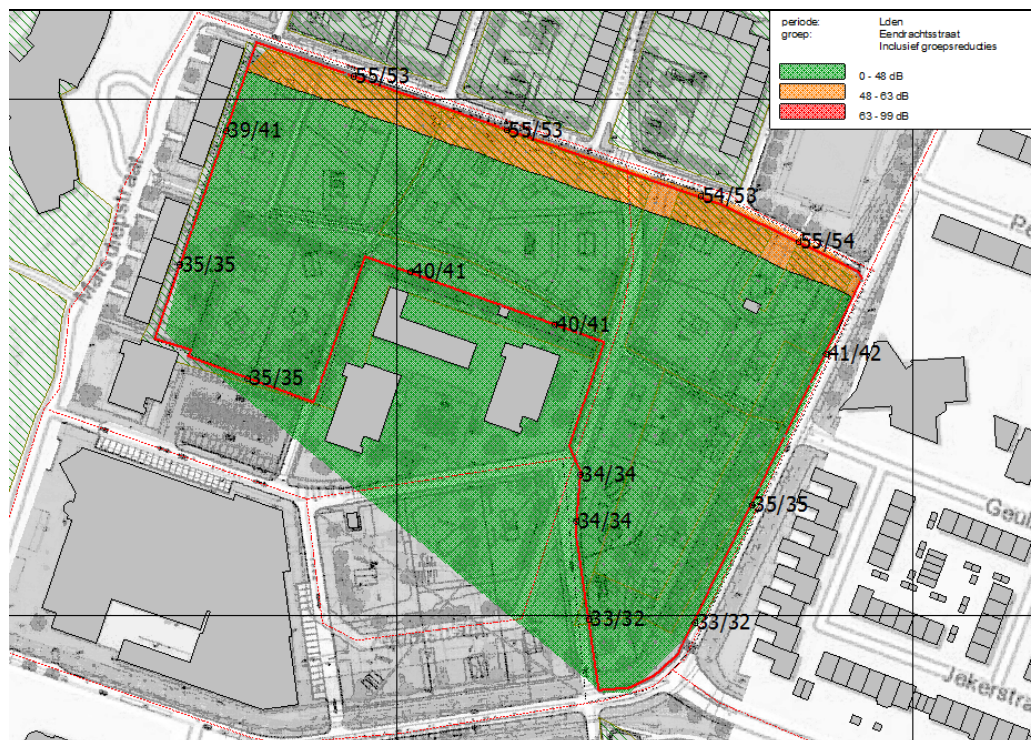 periode: Lden
groep: Eendrachtsstraat
Inclusief groepsreducties
0 - 48 dB
48 - 63 dB
63 - 99 dB
55/53
55/53
39/41
54/53
55/54
35/35
40/41
40/41
41/42
35/35
34/34
35/35
34/34
33/32
33/32
Jekerstra